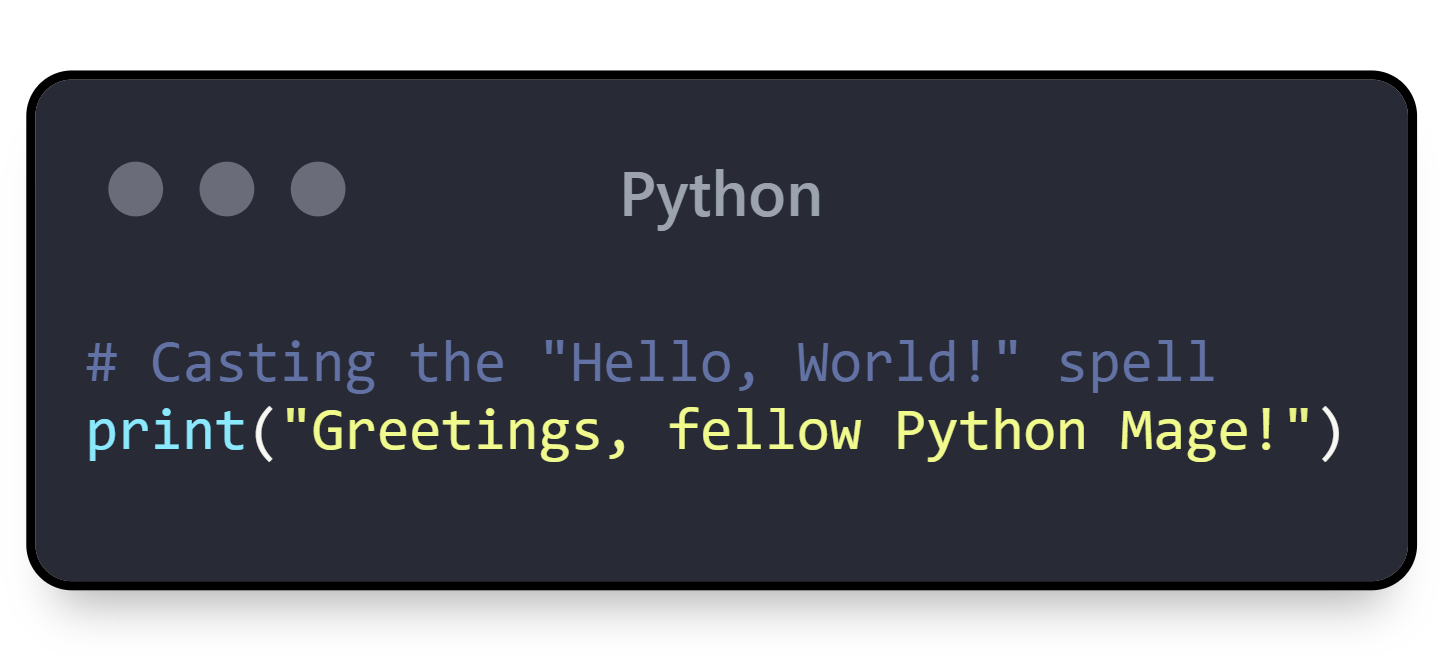 Python
# Casting the "Hello, World!" spell
print("Greetings, fellow Python Mage!")